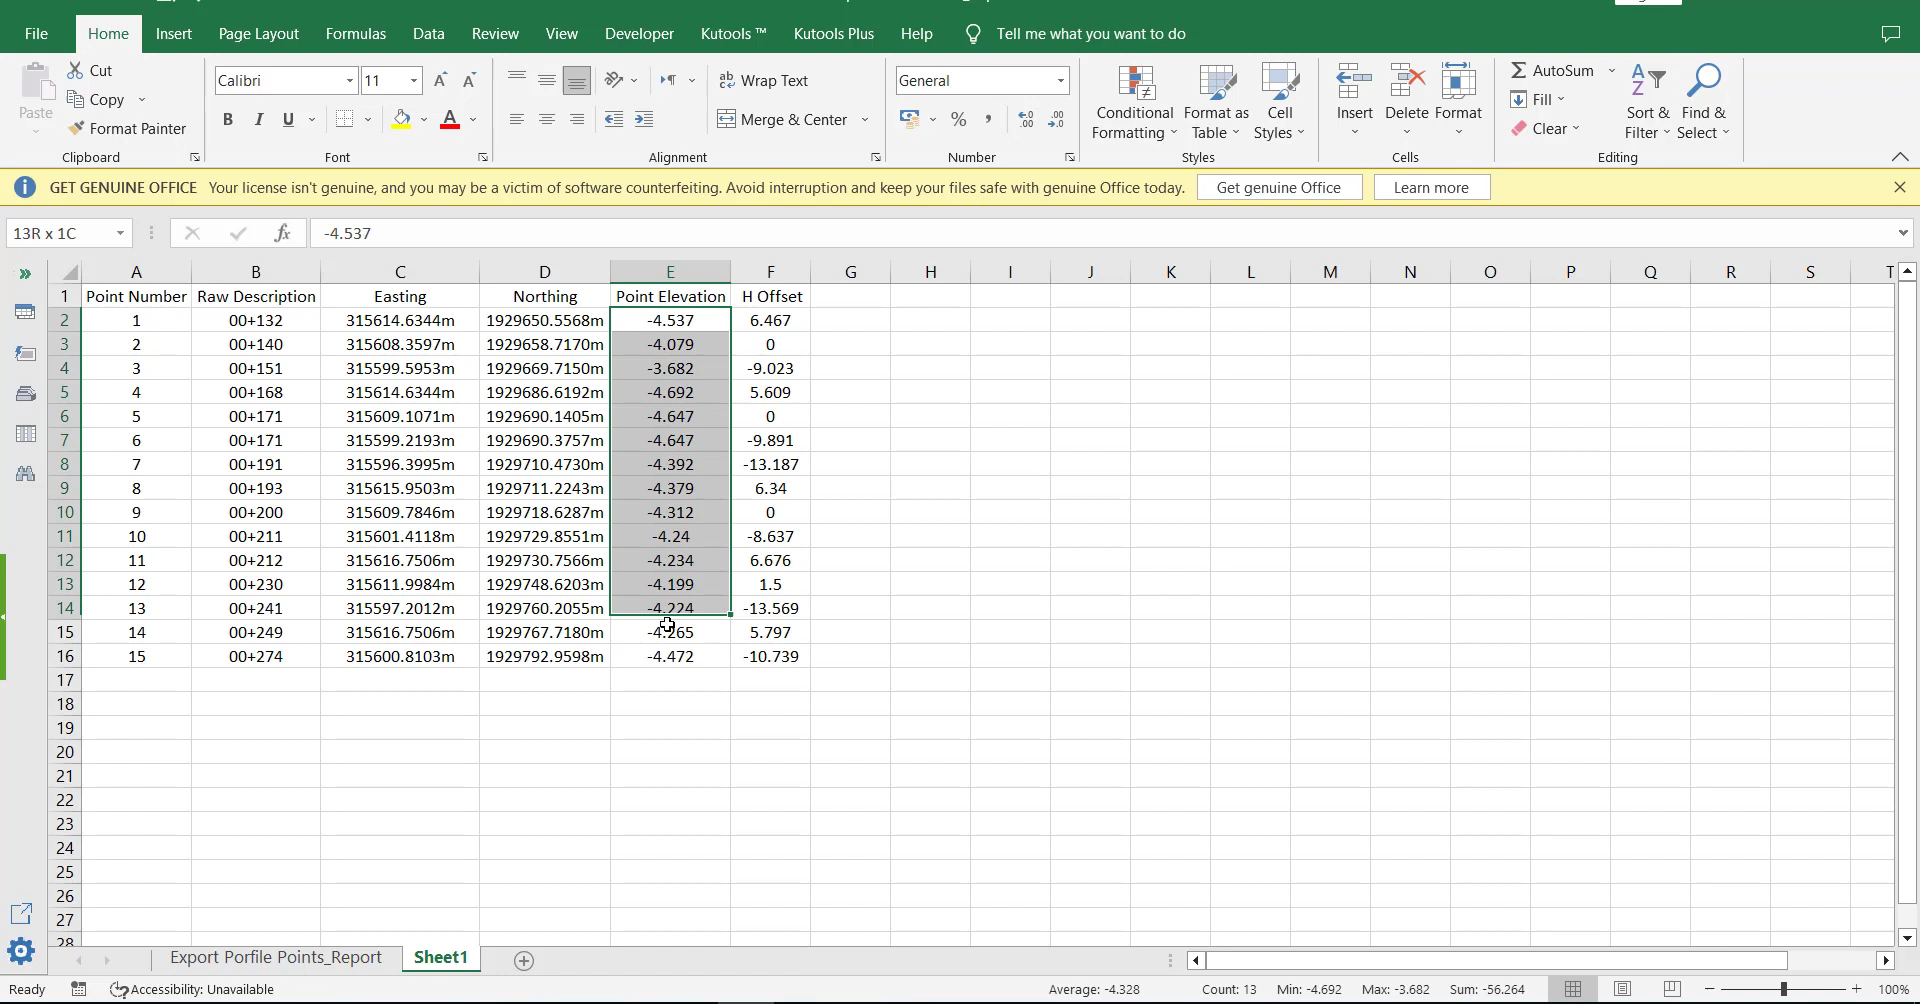 File Home Insert Page Layout Formulas Data Review View Developer Kutools ™ Kutools Plus Help Tell me what you want to do
Paste Cut Copy Format Painter Clipboard
Calibri 11 A A B I U A Font
ab Wrap Text Merge & Center Alignment
General % , Number
Conditional Formatting Format as Table Cell Styles Styles
Insert Delete Format Cells
AutoSum Fill Clear Sort & Filter Find & Select Editing
GET GENUINE OFFICE Your license isn't genuine, and you may be a victim of software counterfeiting. Avoid interruption and keep your files safe with genuine Office today. Get genuine Office Learn more
13R x 1C fx -4.537
A B C D E F G H I J K L M N O P Q R S T
1 Point Number Raw Description Easting Northing Point Elevation H Offset
2 1 00+132 315614.6344m 1929650.5568m -4.537 6.467
3 2 00+140 315608.3597m 1929658.7170m -4.079 0
4 3 00+151 315599.5953m 1929669.7150m -3.682 -9.023
5 4 00+168 315614.6344m 1929686.6192m -4.692 5.609
6 5 00+171 315609.1071m 1929690.1405m -4.647 0
7 6 00+171 315599.2193m 1929690.3757m -4.647 -9.891
8 7 00+191 315596.3995m 1929710.4730m -4.392 -13.187
9 8 00+193 315615.9503m 1929711.2243m -4.379 6.34
10 9 00+200 315609.7846m 1929718.6287m -4.312 0
11 10 00+211 315601.4118m 1929729.8551m -4.24 -8.637
12 11 00+212 315616.7506m 1929730.7566m -4.234 6.676
13 12 00+230 315611.9984m 1929748.6203m -4.199 1.5
14 13 00+241 315597.2012m 1929760.2055m -4.224 -13.569
15 14 00+249 315616.7506m 1929767.7180m -4.265 5.797
16 15 00+274 315600.8103m 1929792.9598m -4.472 -10.739
17
18
19
20
21
22
23
24
25
26
27
28
Export Porfile Points_Report Sheet1
Ready Accessibility: Unavailable Average: -4.328 Count: 13 Min: -4.692 Max: -3.682 Sum: -56.264 100%